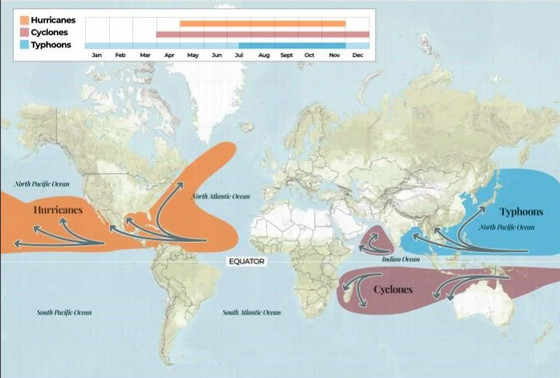 Hurricanes
Cyclones
Typhoons
Jan Feb Mar Apr May Jun Jul Aug Sept Oct Nov Dec
North Pacific Ocean
North Atlantic Ocean
Hurricanes
Typhoons
North Pacific Ocean
EQUATOR
Indian Ocean
Cyclones
South Pacific Ocean
South Atlantic Ocean